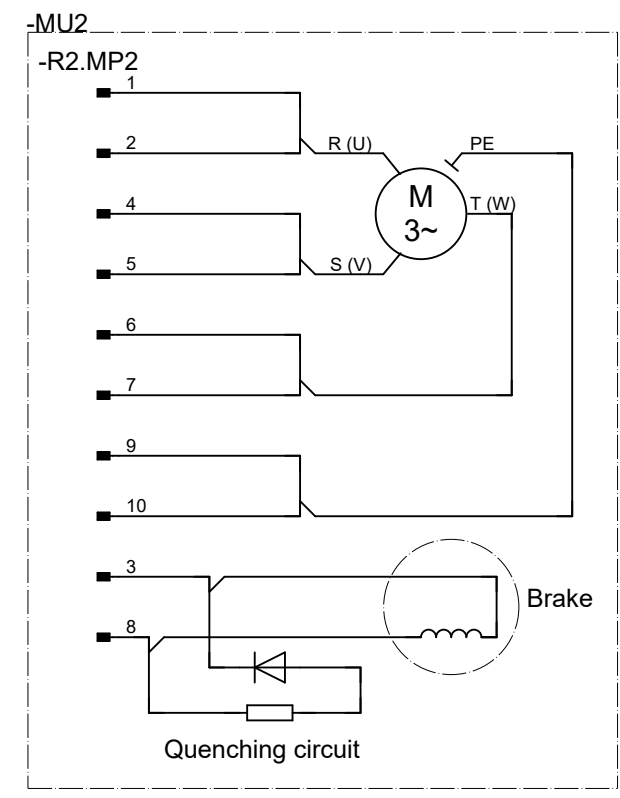 -MU2
-R2.MP2
1
2
R (U)
PE
M
3~
T (W)
4
5
S (V)
6
7
9
10
3
8
Brake
Quenching circuit